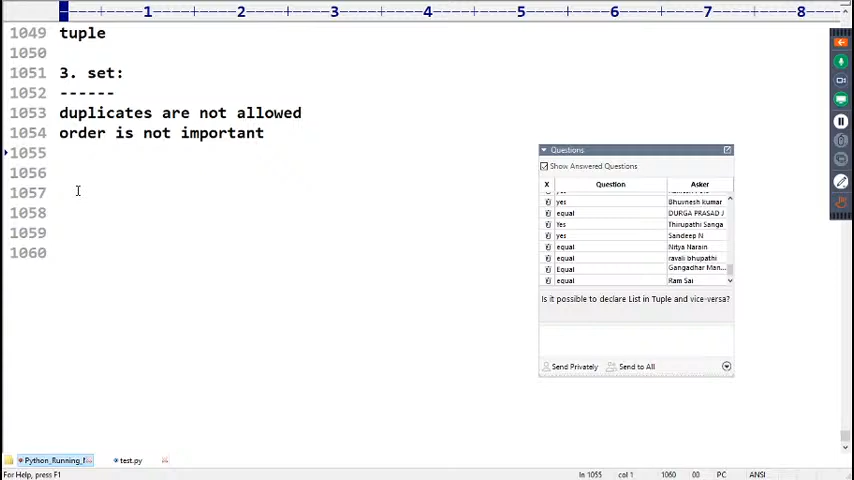 1 2 3 4 5 6 7 8
1049 tuple
1050
1051 3. set:
1052 ------
1053 duplicates are not allowed
1054 order is not important
1055
1056
1057
1058
1059
1060
Questions
Show Answered Questions
X Question Asker
yes Bhuvnesh kumar
equal DURGA PRASAD J
Yes Thirupathi Sanga
yes Sandeep N
equal Nitya Narain
equal ravali bhupathi
Equal Gangadhar Man...
equal Ram Sai
Is it possible to declare List in Tuple and vice-versa?
Send Privately Send to All
Python_Running_ test.py
For Help, press F1 ln 1055 col 1 1060 00 PC ANSI